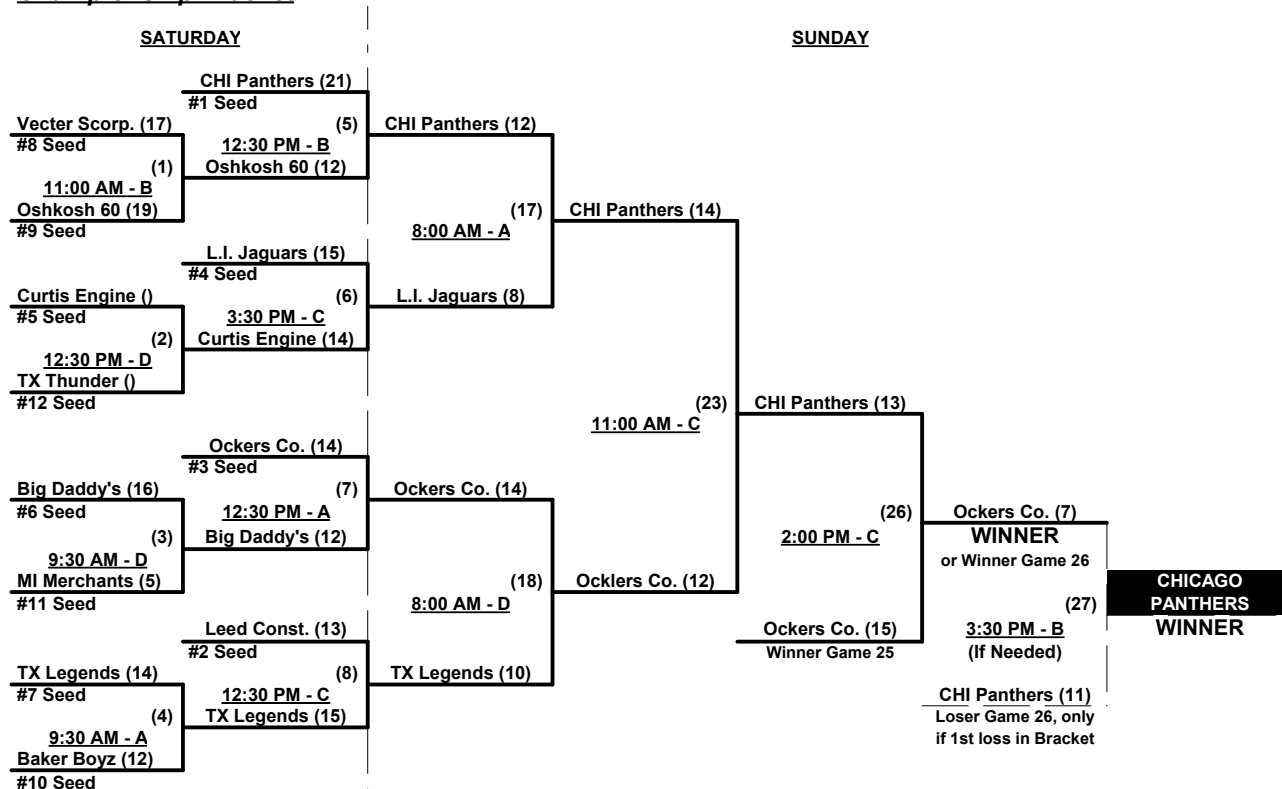 SATURDAY
SUNDAY
CHI Panthers (21)
#1 Seed
Vecter Scorp. (17)
#8 Seed
(5)
12:30 PM - B
CHI Panthers (12)
(1)
11:00 AM - B
Oshkosh 60 (12)
Oshkosh 60 (19)
#9 Seed
(17)
8:00 AM - A
CHI Panthers (14)
L.I. Jaguars (15)
#4 Seed
Curtis Engine ()
#5 Seed
(6)
3:30 PM - C
L.I. Jaguars (8)
(2)
12:30 PM - D
Curtis Engine (14)
TX Thunder ()
#12 Seed
(23)
11:00 AM - C
CHI Panthers (13)
Ockers Co. (14)
#3 Seed
Big Daddy's (16)
#6 Seed
(7)
12:30 PM - A
Ockers Co. (14)
(3)
9:30 AM - D
Big Daddy's (12)
MI Merchants (5)
#11 Seed
(26)
2:00 PM - C
Ockers Co. (7)
WINNER
or Winner Game 26
(18)
8:00 AM - D
Ocklers Co. (12)
CHICAGO
PANTHERS
WINNER
(27)
3:30 PM - B
(If Needed)
Leed Const. (13)
#2 Seed
Ockers Co. (15)
Winner Game 25
TX Legends (14)
#7 Seed
(8)
12:30 PM - C
TX Legends (10)
(4)
9:30 AM - A
TX Legends (15)
Baker Boyz (12)
#10 Seed
CHI Panthers (11)
Loser Game 26, only
if 1st loss in Bracket